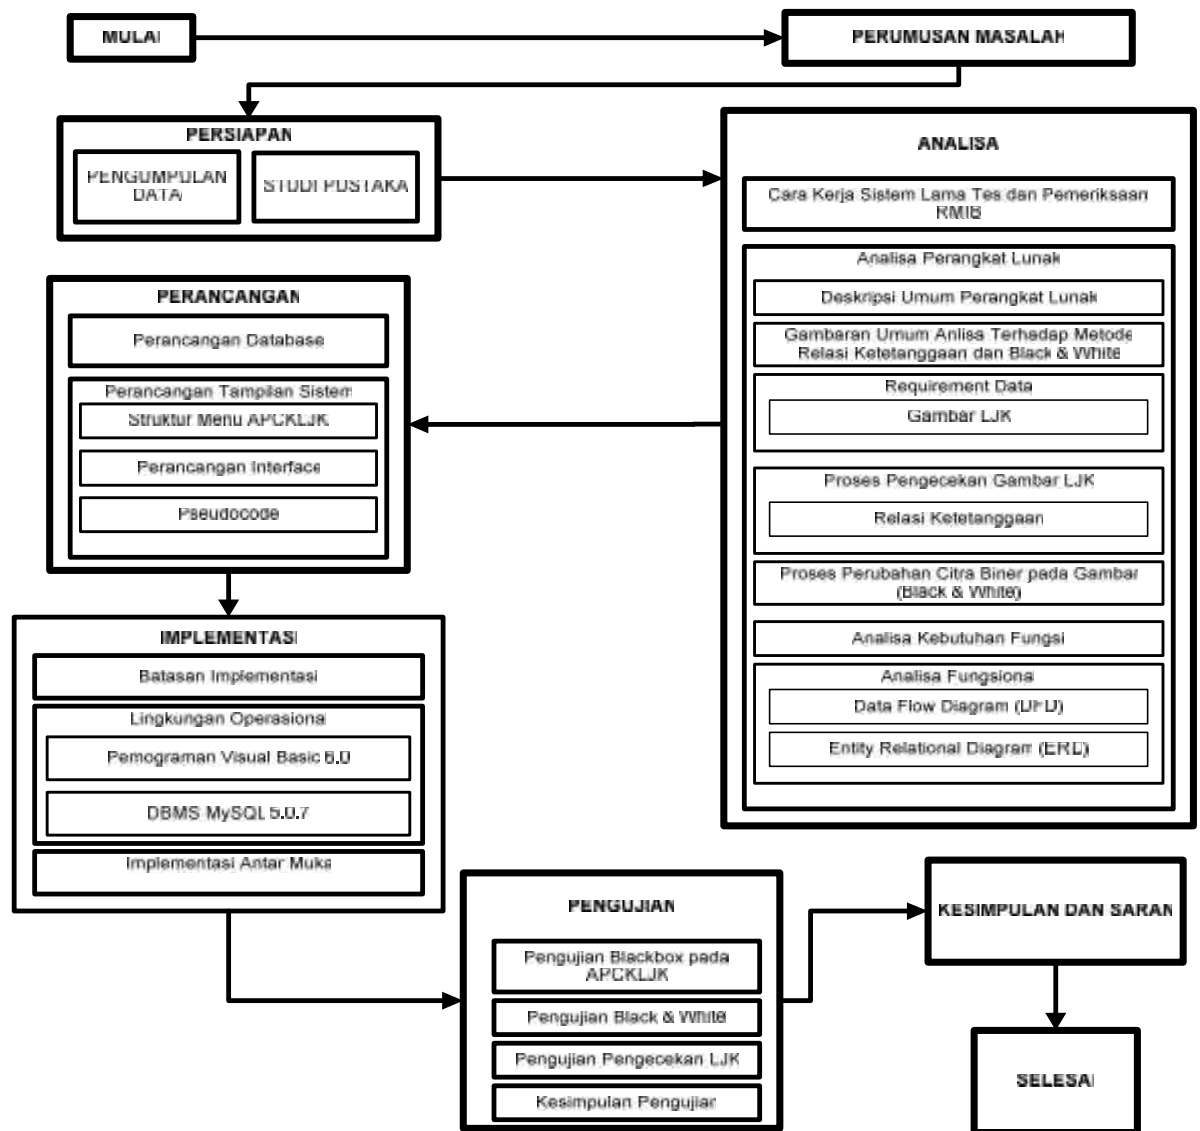 MULAI
PERUMUSAN MASALAH
PERSIAPAN
PENGUMPULAN
DATA
STUDI PUSTAKA
ANALISA
Cara Kerja Sistem Lama Tes dan Pemeriksaan
RMIB
Analisa Perangkat Lunak
Deskripsi Umum Perangkat Lunak
Gambaran Umum Anlisa Terhadap Metode
Relasi Ketetanggaan dan Black & White
Requirement Data
Gambar LJK
Proses Pengecekan Gambar LJK
Relasi Ketetanggaan
Proses Perubahan Citra Biner pada Gambar
(Black & White)
Analisa Kebutuhan Fungsi
Analisa Fungsiona
Data Flow Diagram (DFD)
Entity Relational Diagram (ERD)
PERANCANGAN
Perancangan Database
Perancangan Tampilan Sistem
Struktur Menu APCKLJK
Perancangan Interface
Pseudocode
IMPLEMENTASI
Batasan Implementasi
Lingkungan Operasiona
Pemograman Visual Basic 6.0
DBMS MySQL 5.0.7
Implementasi Antar Muka
PENGUJIAN
Pengujian Blackbox pada
APCKLJK
Pengujian Black & White
Pengujian Pengecekan LJK
Kesimpulan Pengujian
KESIMPULAN DAN SARAN
SELESAI